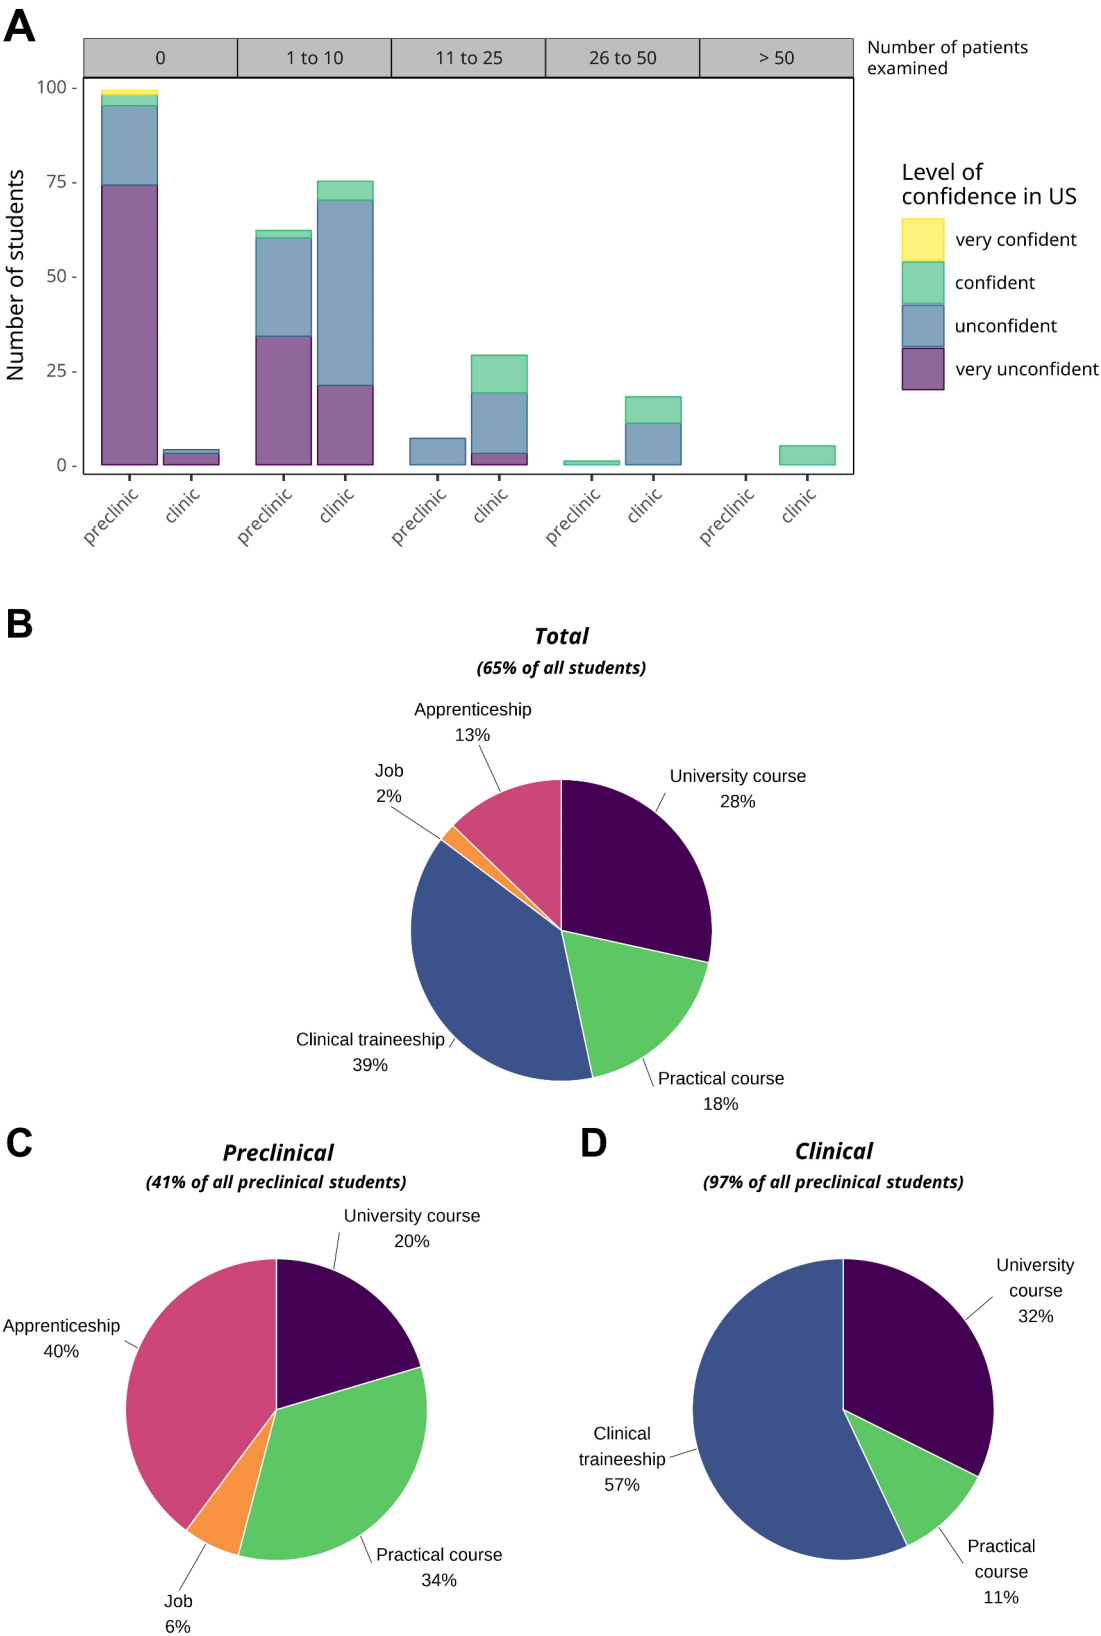 A
0
1 to 10
11 to 25
26 to 50
> 50
Number of patients
examined
100
75
50
25
0
Number of students
preclinic
clinic
preclinic
clinic
preclinic
clinic
preclinic
clinic
preclinic
clinic
Level of
confidence in US
very confident
confident
unconfident
very unconfident
B
Total
(65% of all students)
Apprenticeship
13%
Job
2%
University course
28%
Clinical traineeship
39%
Practical course
18%
C
Preclinical
(41% of all preclinical students)
University course
20%
Apprenticeship
40%
Practical course
34%
Job
6%
D
Clinical
(97% of all preclinical students)
University
course
32%
Clinical
traineeship
57%
Practical
course
11%